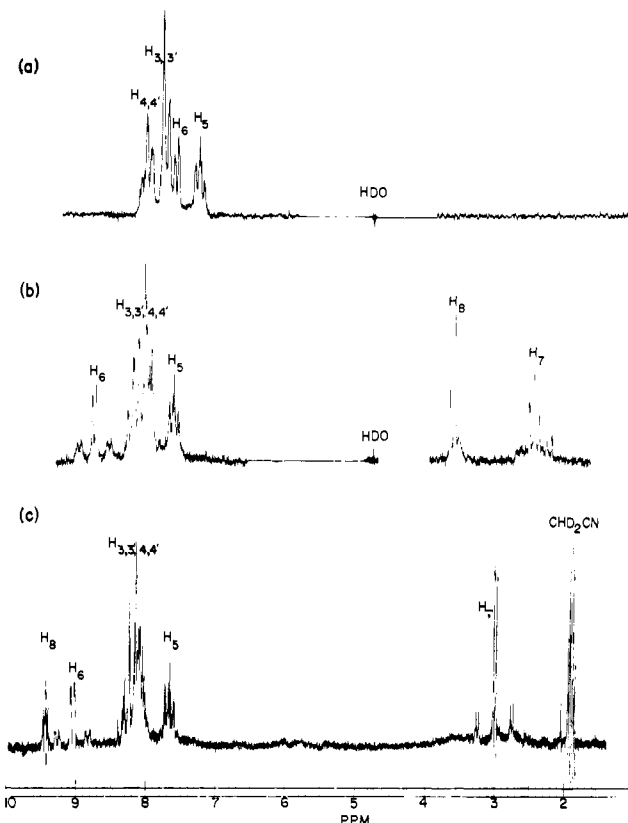 (a)
H3,3'
H4,4'
H6
H5
HDO
(b)
H3,3',4,4'
H6
H5
HDO
H8
H7
(c)
H3,3,4,4'
H8
H6
H5
H7
CHD2CN
10 9 8 7 6 5 4 3 2
PPM